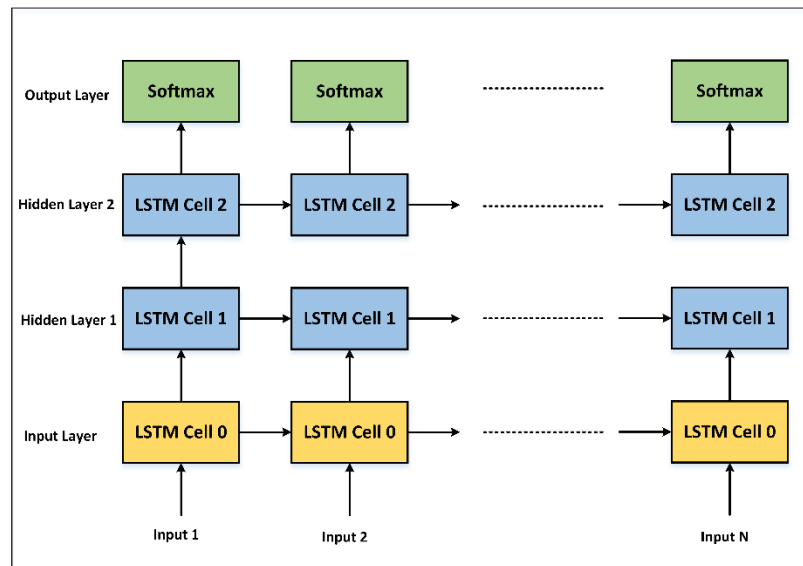 Output Layer Softmax Softmax Softmax
Hidden Layer 2 LSTM Cell 2 LSTM Cell 2 LSTM Cell 2
Hidden Layer 1 LSTM Cell 1 LSTM Cell 1 LSTM Cell 1
Input Layer LSTM Cell 0 LSTM Cell 0 LSTM Cell 0
Input 1 Input 2 Input N